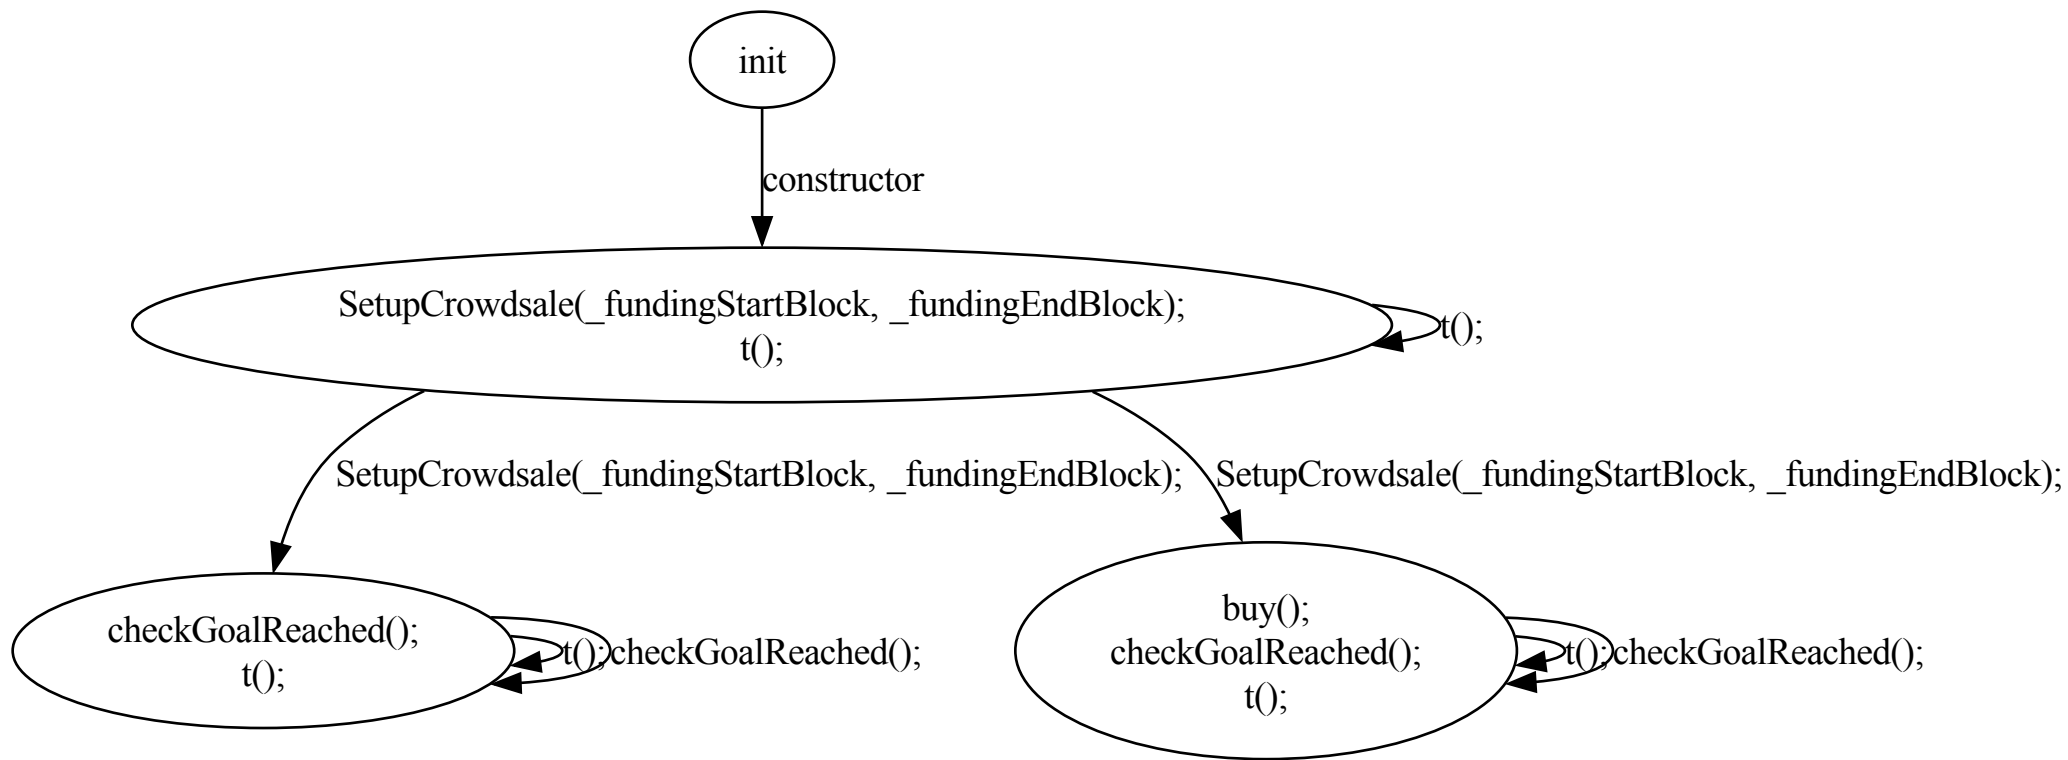 init
constructor
SetupCrowdsale(_fundingStartBlock, _fundingEndBlock);
t();
t();
SetupCrowdsale(_fundingStartBlock, _fundingEndBlock);
SetupCrowdsale(_fundingStartBlock, _fundingEndBlock);
checkGoalReached();
t();
t();
checkGoalReached();
buy();
checkGoalReached();
t();
t();
checkGoalReached();